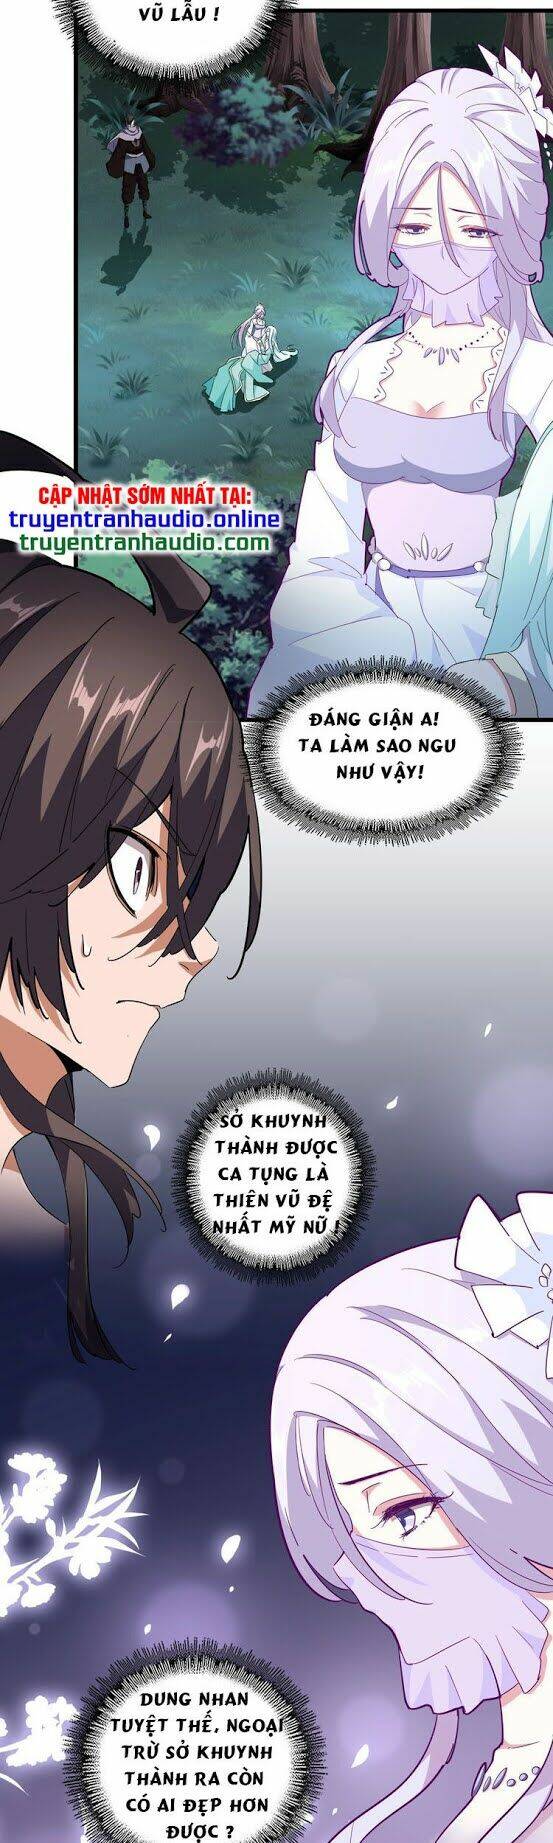 VŨ LẪU !
CẬP NHẬT SỚM NHẤT TẠI:
truyentranhaudio.online
truyentranhaudio.com
ĐÁNG GIẬN A!
TA LÀM SAO NGU
NHƯ VẬY!
SỞ KHUYNH
THÀNH ĐƯỢC
CA TỤNG LÀ
THIÊN VŨ ĐỆ
NHẤT MỸ NỮ !
DUNG NHAN
TUYỆT THẾ, NGOẠI
TRỪ SỞ KHUYNH
THÀNH RA CÒN
CÓ AI ĐẸP HƠN
ĐƯỢC ?